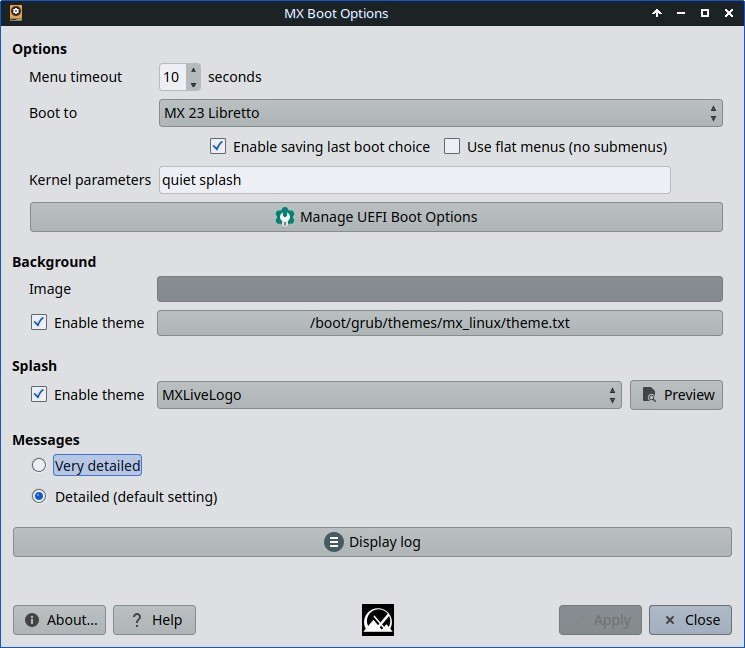 MX Boot Options
Options
Menu timeout 10 seconds
Boot to MX 23 Libretto
Enable saving last boot choice Use flat menus (no submenus)
Kernel parameters quiet splash
Manage UEFI Boot Options
Background
Image
Enable theme /boot/grub/themes/mx_linux/theme.txt
Splash
Enable theme MXLiveLogo Preview
Messages
Very detailed
Detailed (default setting)
Display log
About... Help Apply Close